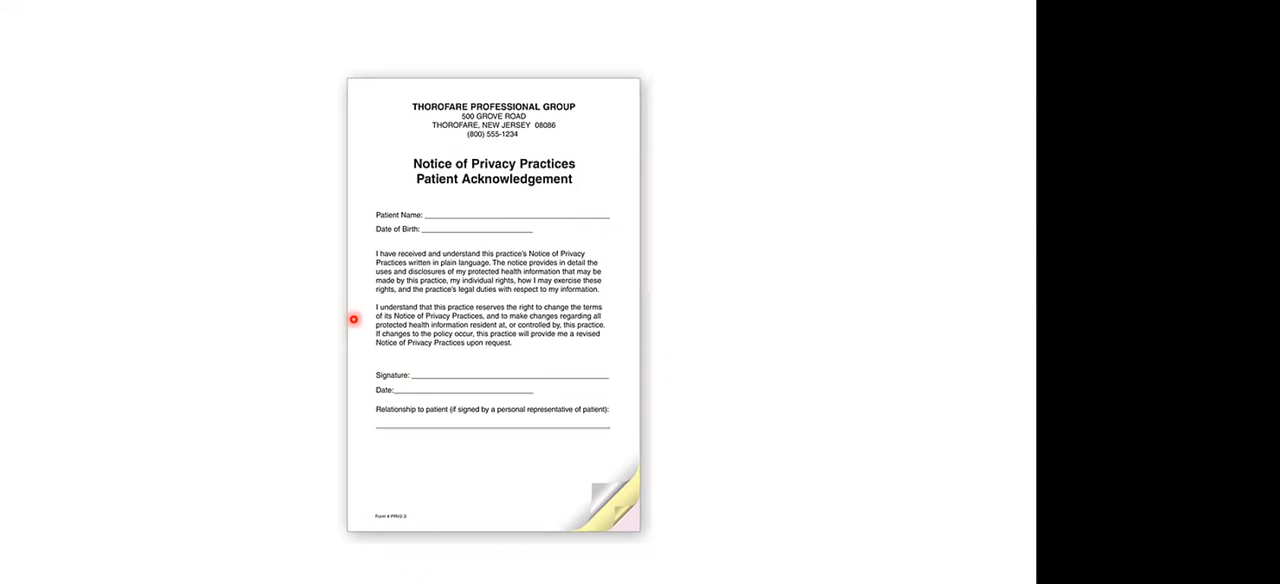 THOROFARE PROFESSIONAL GROUP
500 GROVE ROAD
THOROFARE, NEW JERSEY 08086
(800) 555-1234
Notice of Privacy Practices
Patient Acknowledgement
Patient Name:
Date of Birth:
I have received and understand this practice's Notice of Privacy
Practices written in plain language. The notice provides in detail the
uses and disclosures of my protected health information that may be
made by this practice, my individual rights, how I may exercise these
rights, and the practice's legal duties with respect to my information.
I understand that this practice reserves the right to change the terms
of its Notice of Privacy Practices, and to make changes regarding all
protected health information resident at, or controlled by, this practice.
If changes to the policy occur, this practice will provide me a revised
Notice of Privacy Practices upon request.
Signature:
Date:
Relationship to patient (if signed by a personal representative of patient):
Form # PRV2-3